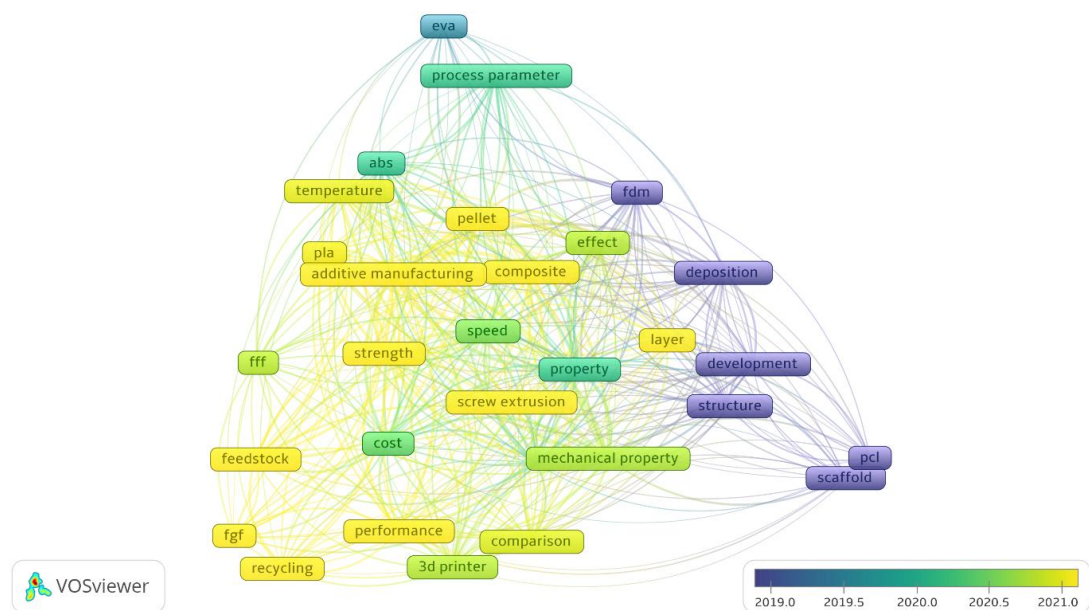 eva
process parameter
abs
temperature
fdm
pellet
effect
pla
additive manufacturing
composite
deposition
speed
layer
strength
fff
property
development
screw extrusion
structure
cost
feedstock
mechanical property
pcl
scaffold
fgf
performance
comparison
recycling
3d printer
VOSviewer
2019.0 2019.5 2020.0 2020.5 2021.0